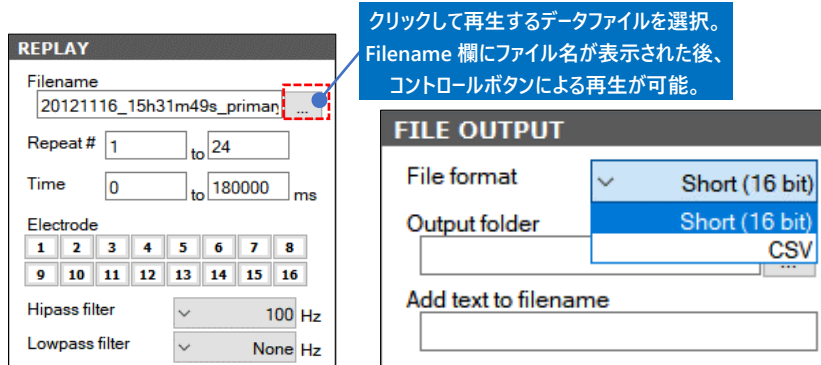 クリックして再生するデータファイルを選択。
Filename 欄にファイル名が表示された後、
コントロールボタンによる再生が可能。
REPLAY
Filename
20121116_15h31m49s_primary ...
Repeat # 1 to 24
Time 0 to 180000 ms
Electrode
1 2 3 4 5 6 7 8
9 10 11 12 13 14 15 16
Hipass filter 100 Hz
Lowpass filter None Hz
FILE OUTPUT
File format Short (16 bit)
Short (16 bit)
CSV
Output folder
...
Add text to filename